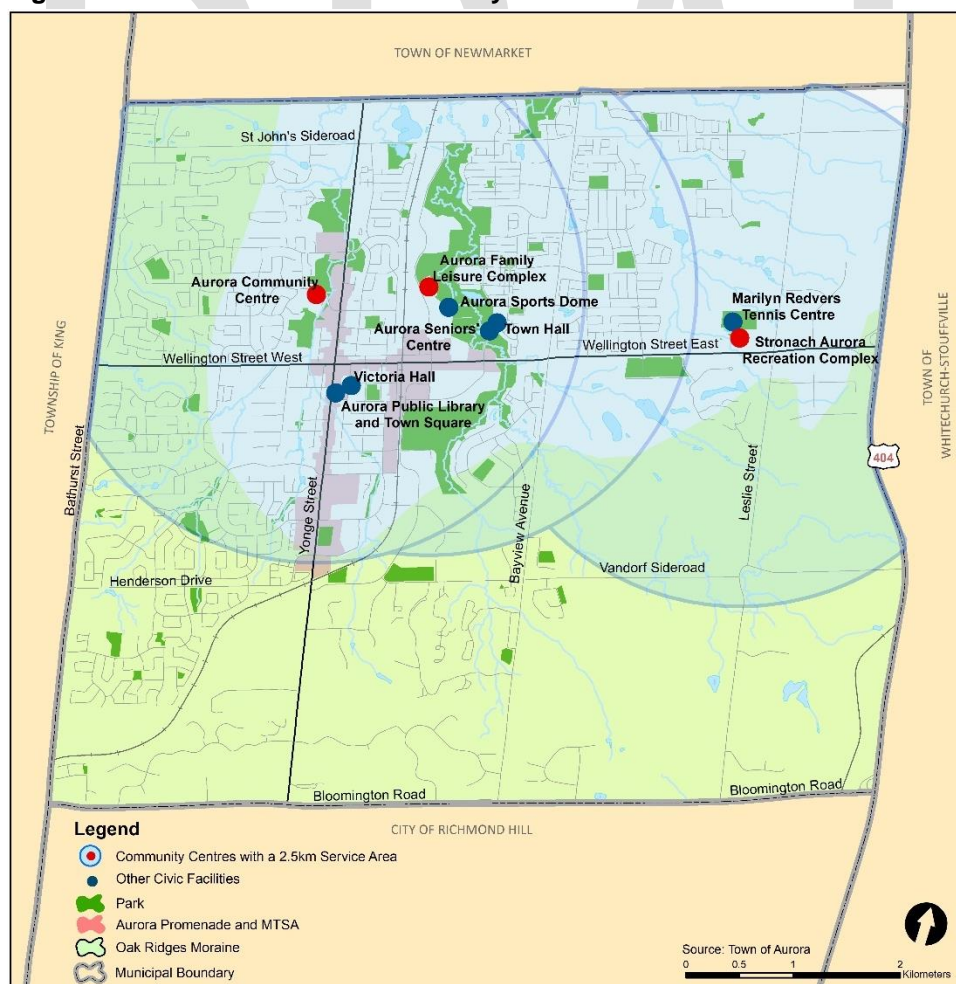 TOWN OF NEWMARKET
St John's Sideroad
Aurora Family
Leisure Complex
Aurora Community
Centre
Aurora Sports Dome
Marilyn Redvers
Tennis Centre
Aurora Seniors'
Centre
Town Hall
Wellington Street East
Stronach Aurora
Recreation Complex
Wellington Street West
Victoria Hall
Aurora Public Library
and Town Square
TOWNSHIP OF KING
TOWN OF
WHITECHURCH-STOUFFVILLE
404
Bathurst Street
Yonge Street
Bayview Avenue
Leslie Street
Henderson Drive
Vandorf Sideroad
Bloomington Road
Bloomington Road
CITY OF RICHMOND HILL
Legend
Community Centres with a 2.5km Service Area
Other Civic Facilities
Park
Aurora Promenade and MTSA
Oak Ridges Moraine
Municipal Boundary
Source: Town of Aurora
0 0.5 1 2
Kilometers